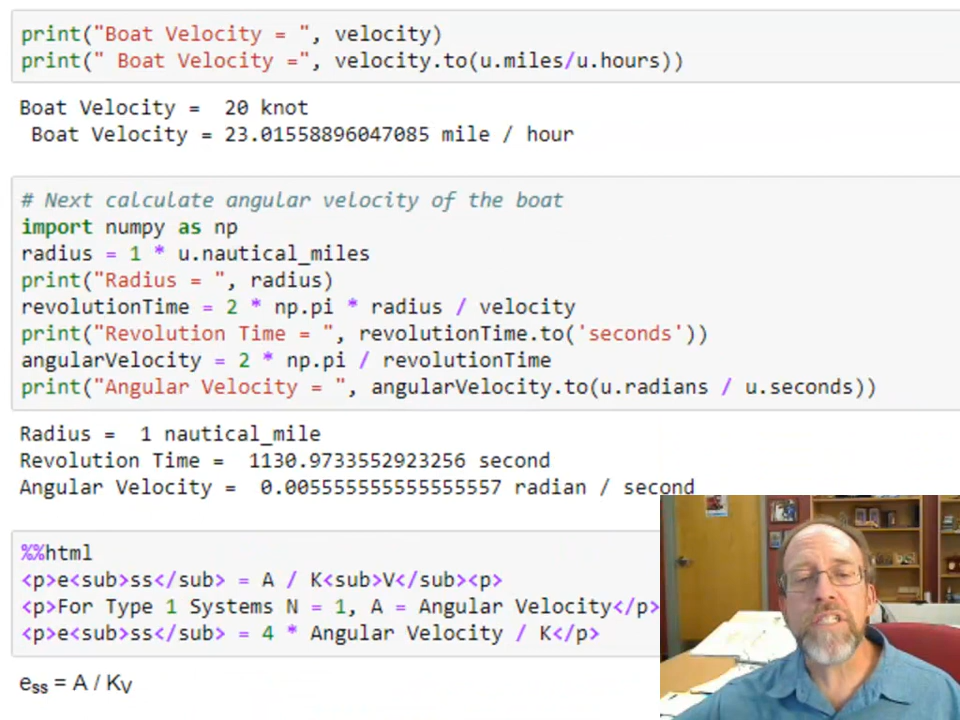 print("Boat Velocity = ", velocity)
print(" Boat Velocity =", velocity.to(u.miles/u.hours))
Boat Velocity =  20 knot
 Boat Velocity = 23.01558896047085 mile / hour
# Next calculate angular velocity of the boat
import numpy as np
radius = 1 * u.nautical_miles
print("Radius = ", radius)
revolutionTime = 2 * np.pi * radius / velocity
print("Revolution Time = ", revolutionTime.to('seconds'))
angularVelocity = 2 * np.pi / revolutionTime
print("Angular Velocity = ", angularVelocity.to(u.radians / u.seconds))
Radius =  1 nautical_mile
Revolution Time =  1130.9733552923256 second
Angular Velocity =  0.005555555555555557 radian / second
%%html
<p>e<sub>ss</sub> = A / K<sub>V</sub><p>
<p>For Type 1 Systems N = 1, A = Angular Velocity</p>
<p>e<sub>ss</sub> = 4 * Angular Velocity / K</p>
ess = A / KV